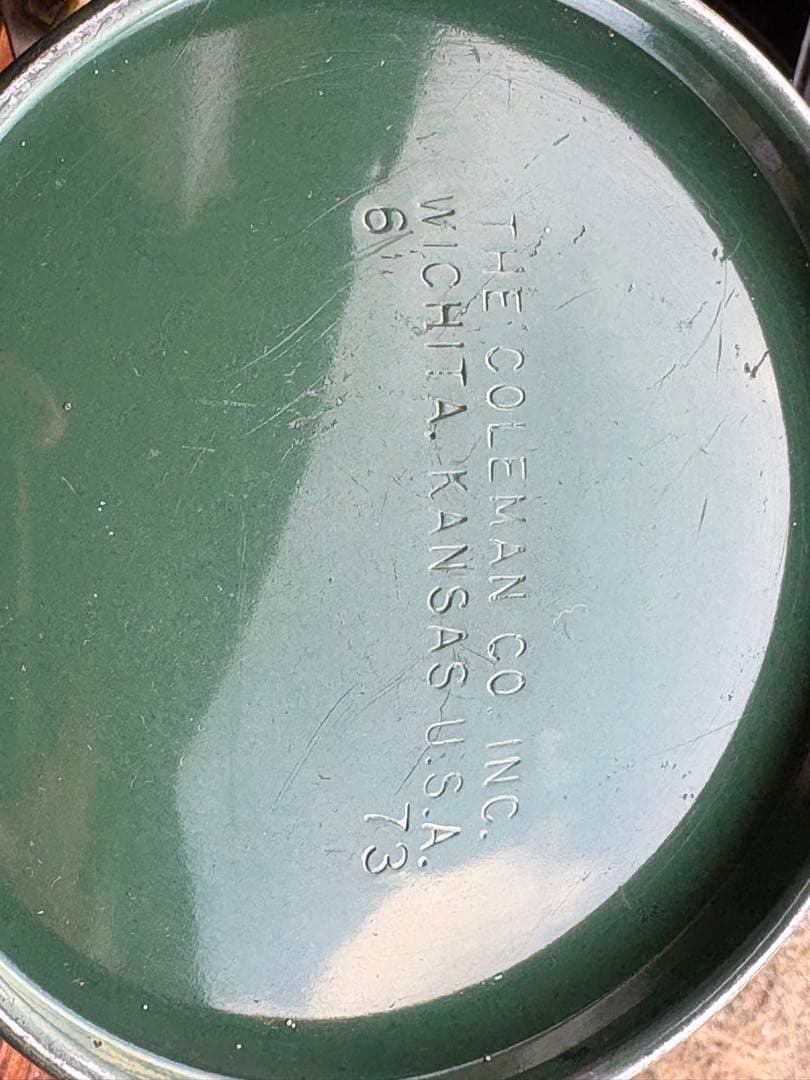 THE COLEMAN CO. INC.
WICHITA, KANSAS U.S.A.
6 73